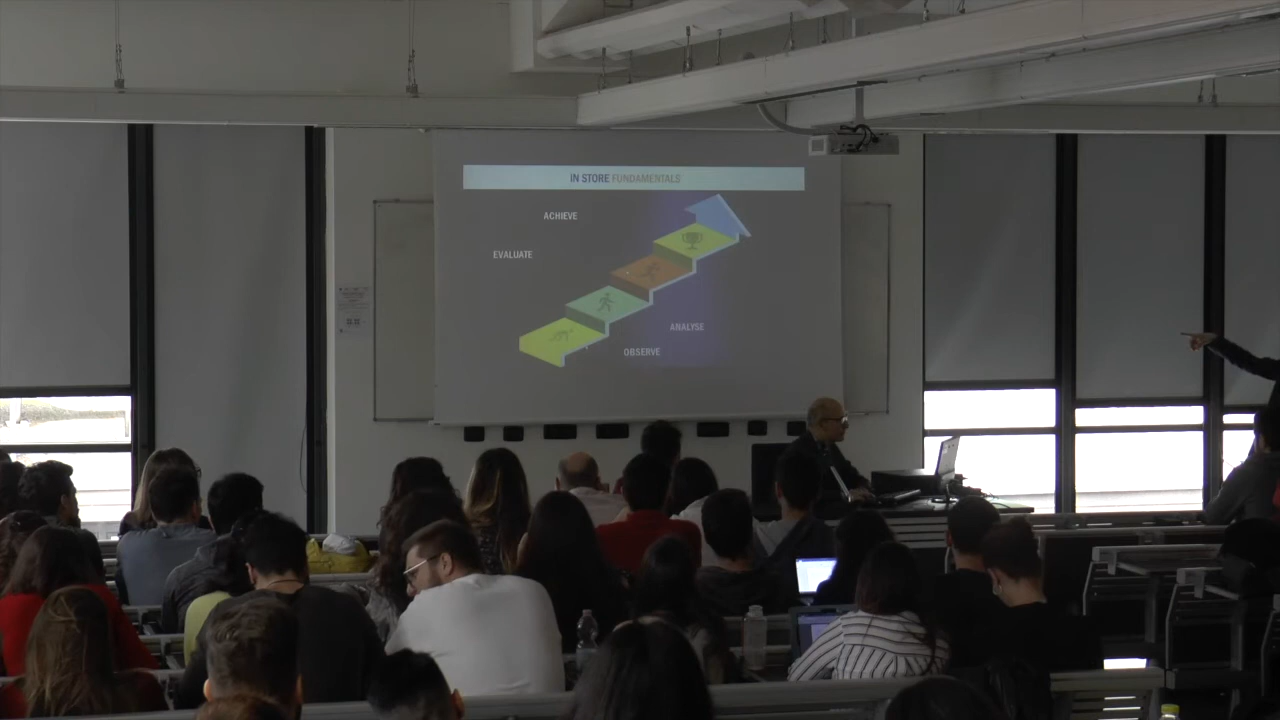 IN STORE FUNDAMENTALS
ACHIEVE
EVALUATE
ANALYSE
OBSERVE